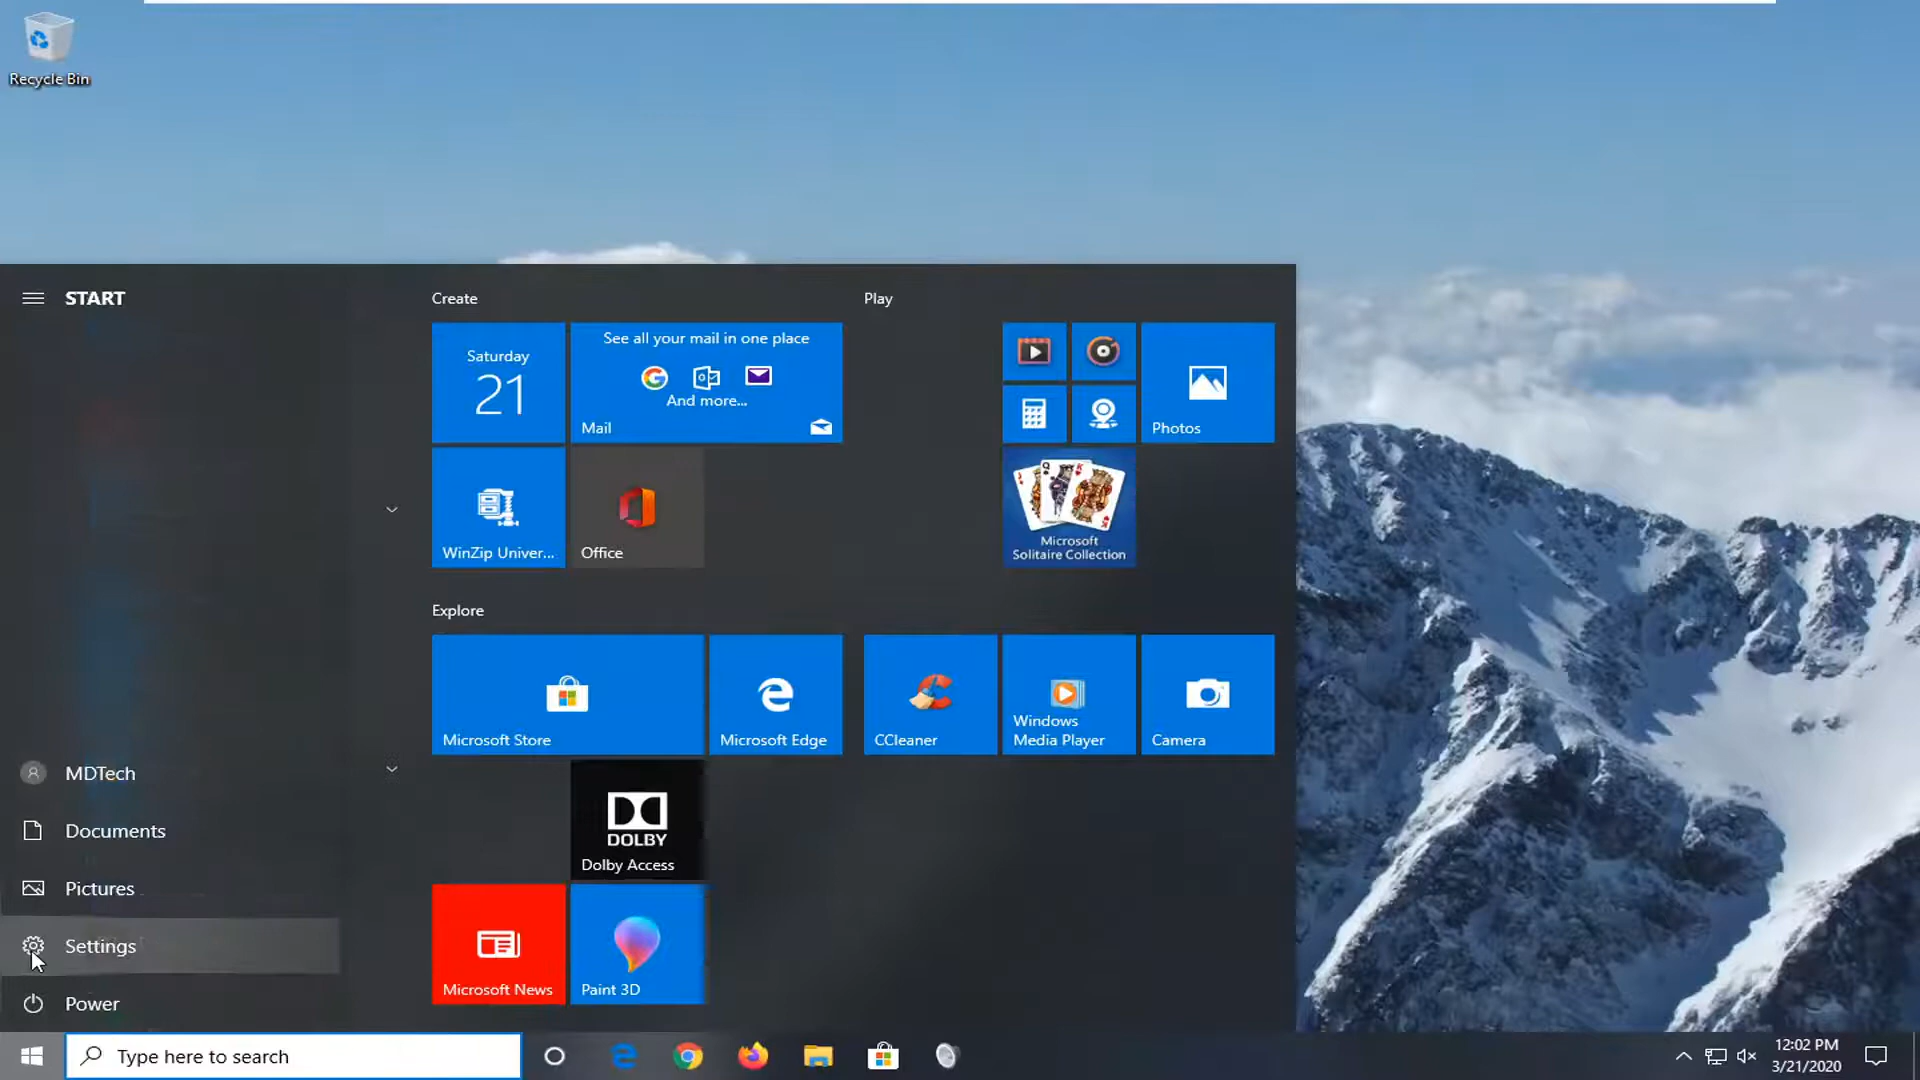 Recycle Bin
START
Create
Play
Saturday
21
See all your mail in one place
And more...
Mail
Photos
WinZip Univer...
Office
Q
K
J
Microsoft
Solitaire Collection
Explore
Microsoft Store
Microsoft Edge
CCleaner
Windows
Media Player
Camera
MDTech
DOLBY
Dolby Access
Documents
Pictures
Settings
Microsoft News
Paint 3D
Power
Type here to search
12:02 PM
3/21/2020